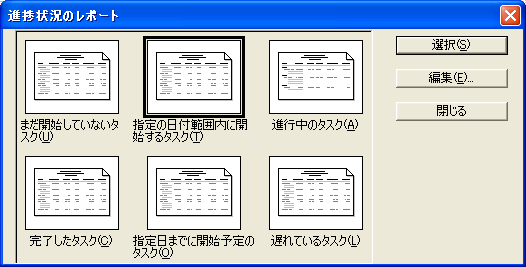 進捗状況のレポート
選択(S)
編集(E)...
閉じる
まだ開始していないタ
スク(U)
指定の日付範囲内に開
始するタスク(T)
進行中のタスク(A)
完了したタスク(C)
指定日までに開始予定の
タスク(O)
遅れているタスク(L)